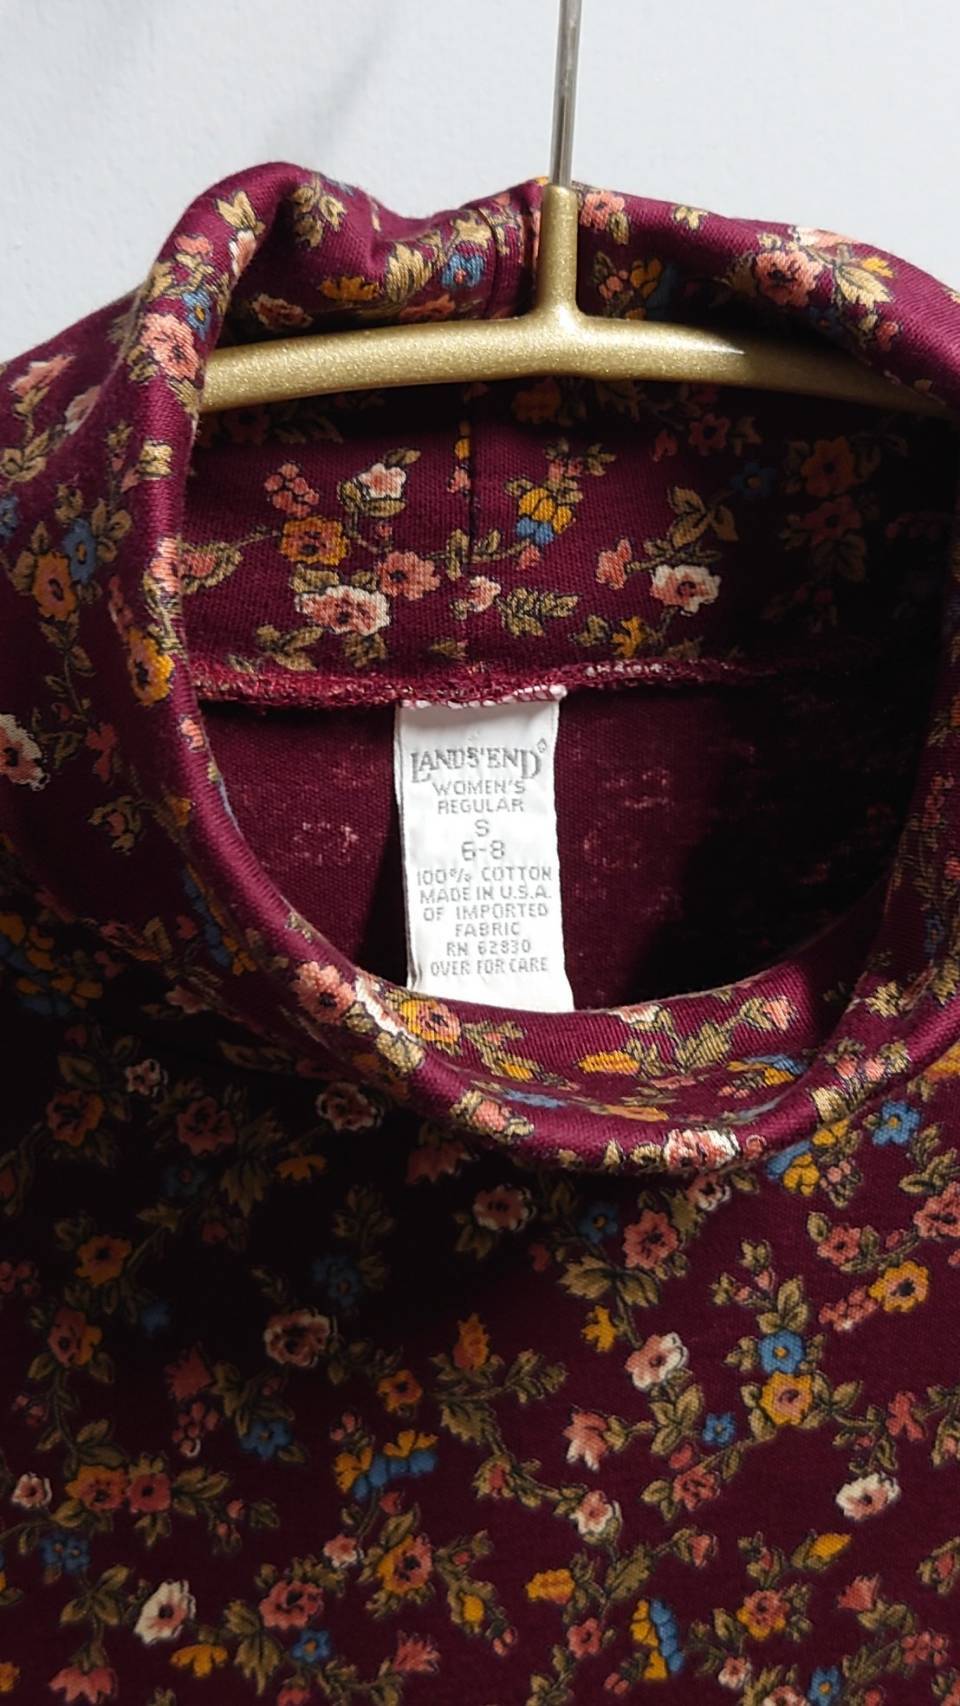 LANDS' END
WOMEN'S
REGULAR
S
6-8
100% COTTON
MADE IN U.S.A.
OF IMPORTED
FABRIC
RN 62830
OVER FOR CARE